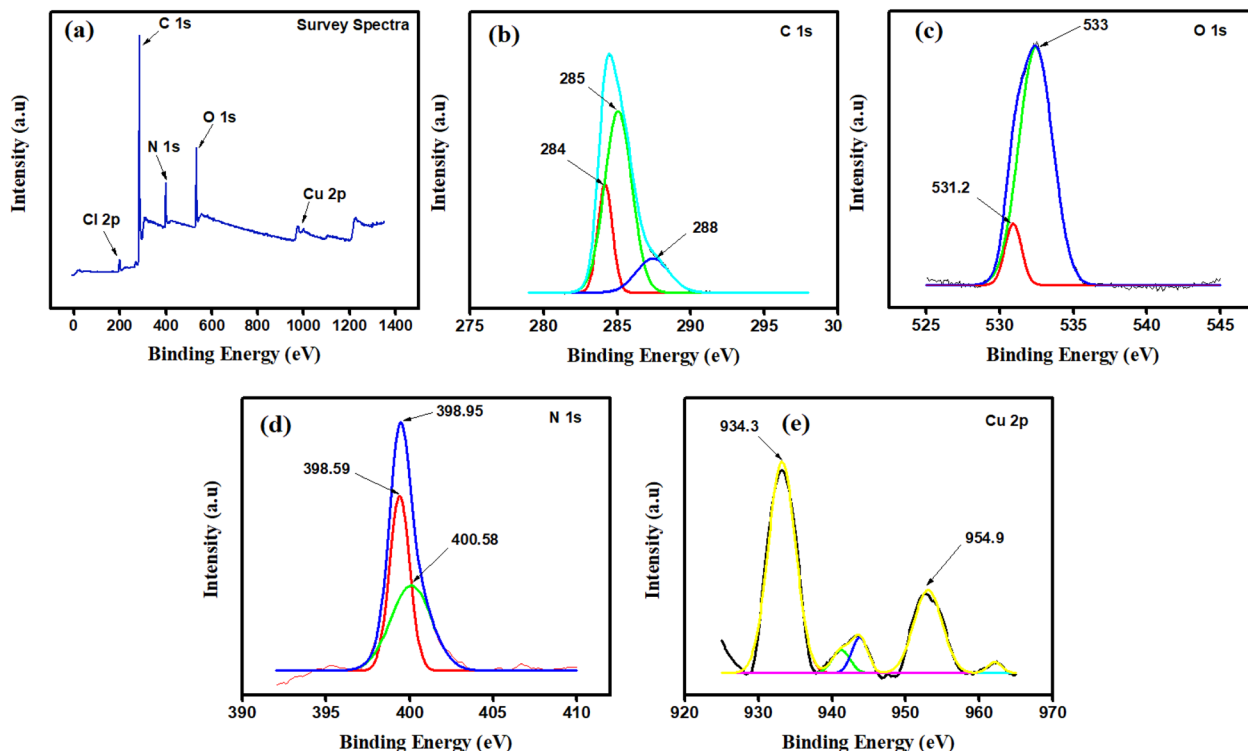 (a)
C 1s
Survey Spectra
O 1s
N 1s
Cu 2p
Cl 2p
Intensity (a.u)
0 200 400 600 800 1000 1200 1400
Binding Energy (eV)
(b)
C 1s
285
284
288
Intensity (a.u)
275 280 285 290 295 30
Binding Energy (eV)
(c)
533
O 1s
531.2
Intensity (a.u)
525 530 535 540 545
Binding Energy (eV)
(d)
398.95
N 1s
398.59
400.58
Intensity (a.u)
390 395 400 405 410
Binding Energy (eV)
934.3
(e)
Cu 2p
954.9
Intensity (a.u)
920 930 940 950 960 970
Binding Energy (eV)